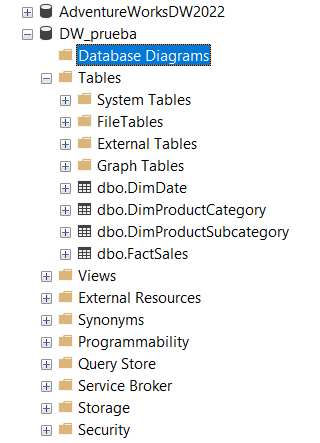 AdventureWorksDW2022
DW_prueba
Database Diagrams
Tables
System Tables
FileTables
External Tables
Graph Tables
dbo.DimDate
dbo.DimProductCategory
dbo.DimProductSubcategory
dbo.FactSales
Views
External Resources
Synonyms
Programmability
Query Store
Service Broker
Storage
Security